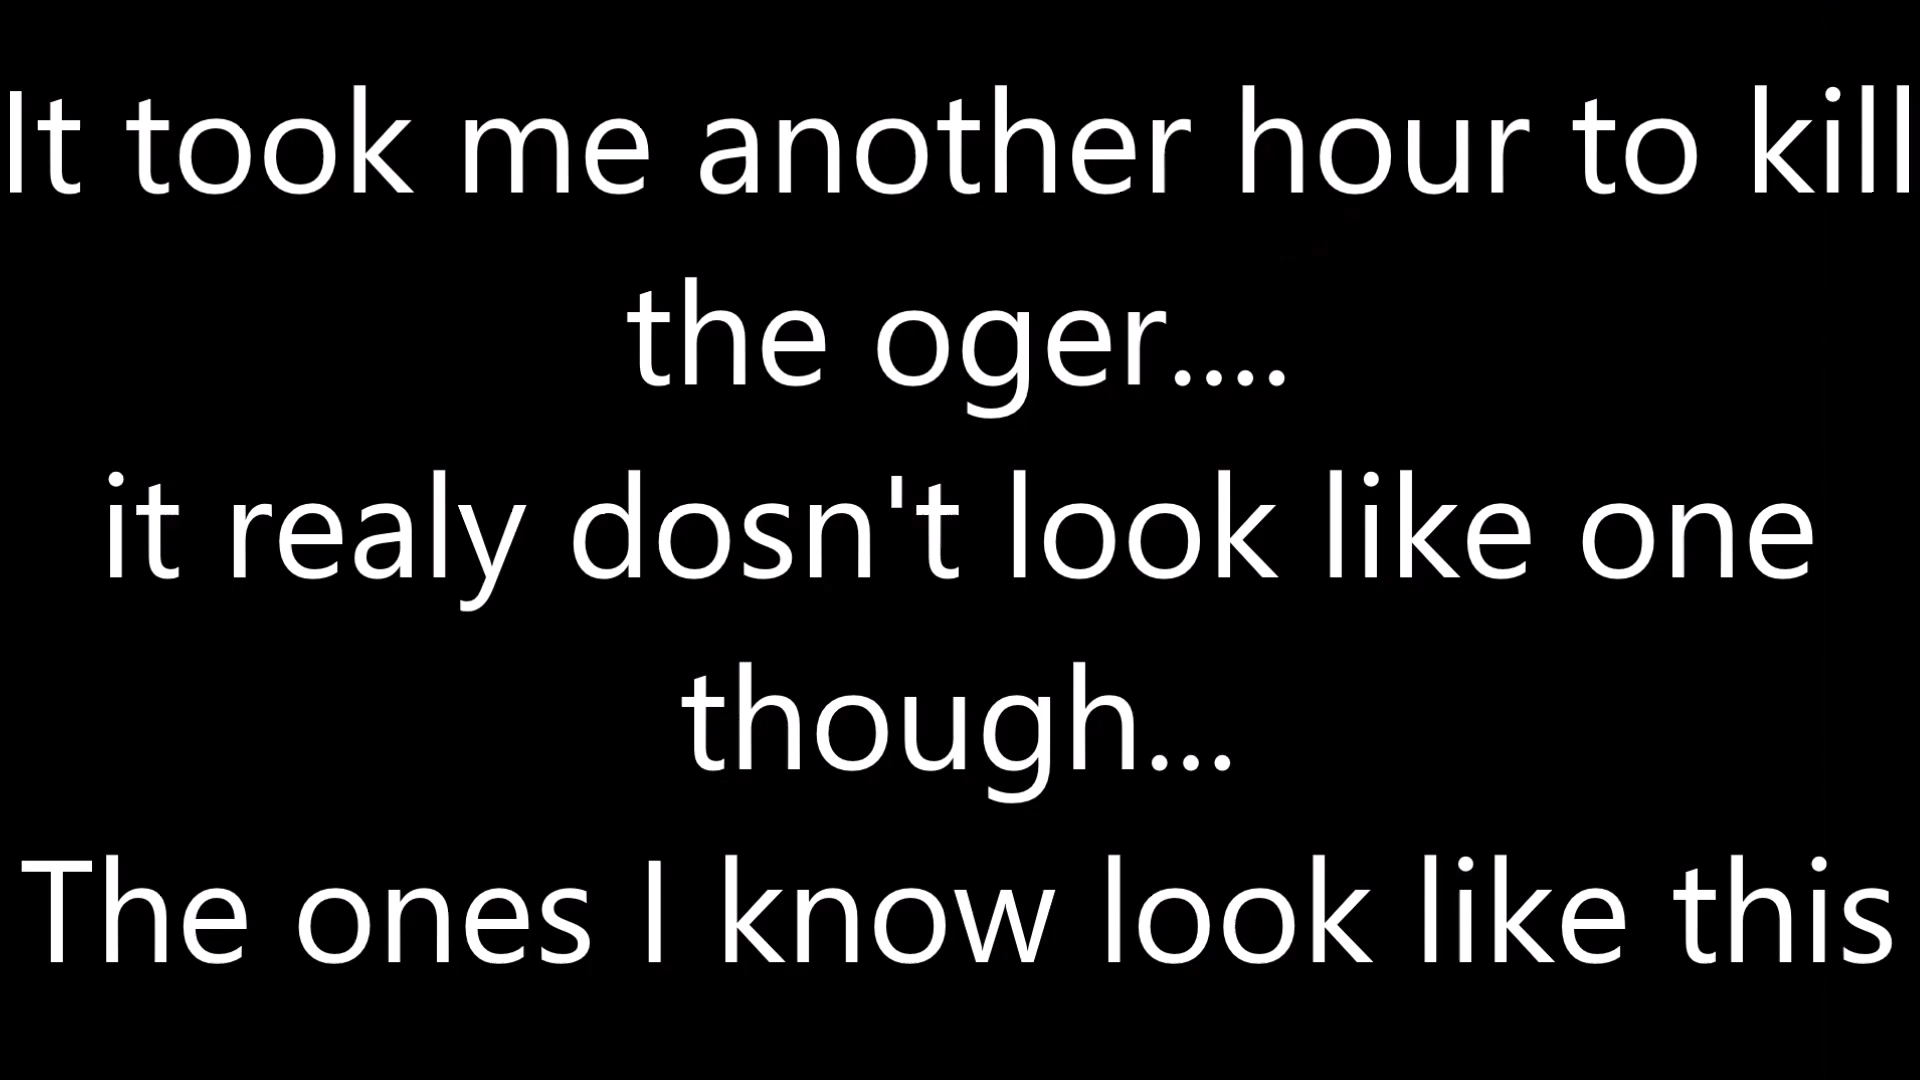 It took me another hour to kill
the oger....
it realy dosn't look like one
though...
The ones I know look like this